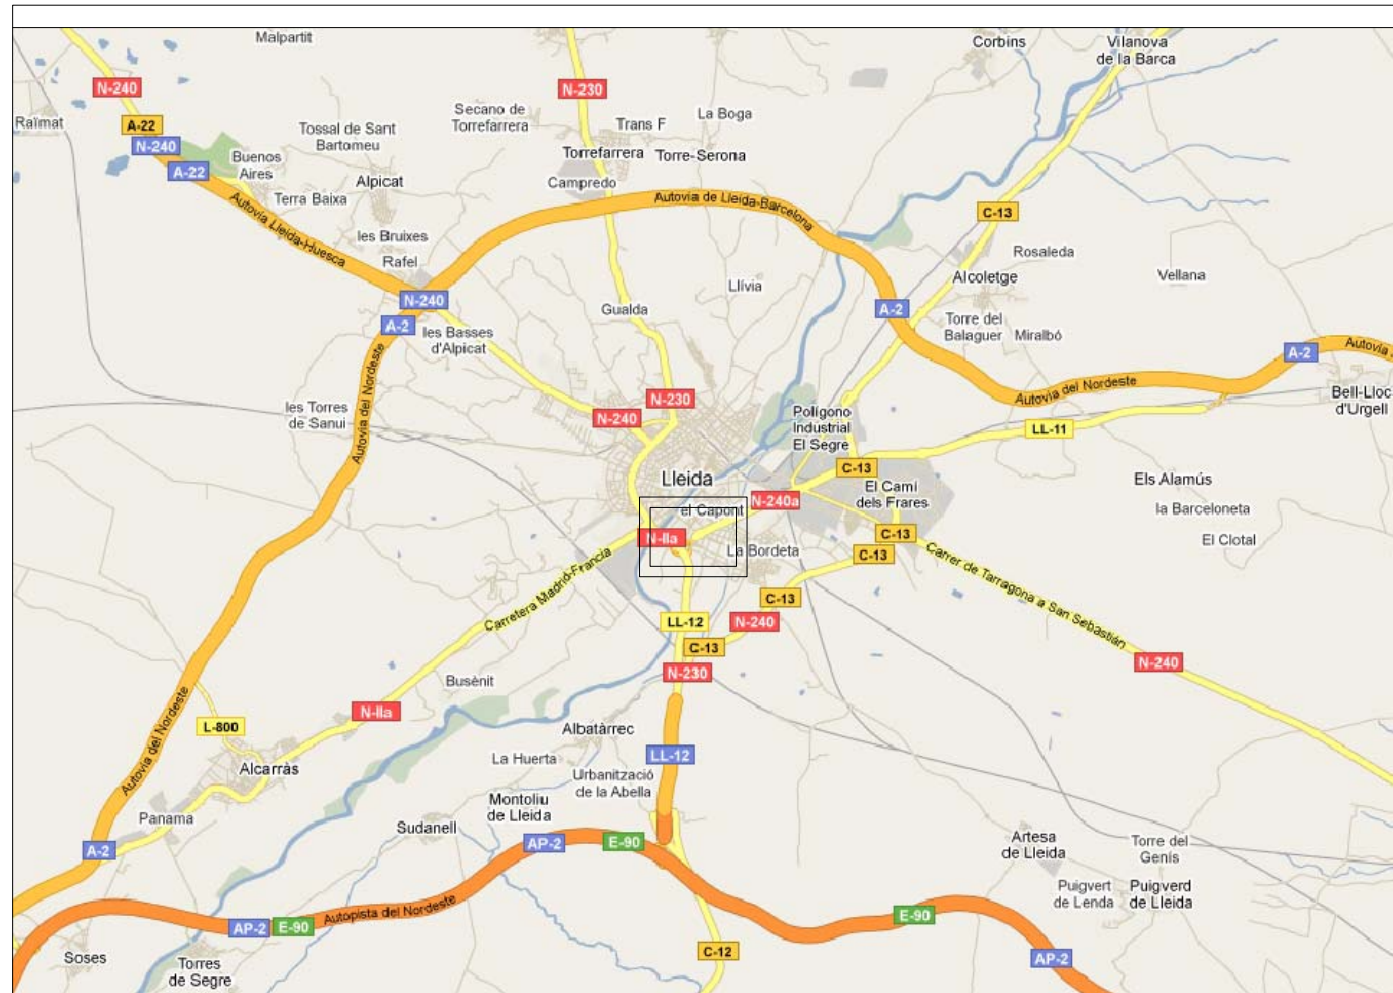 Malpartit
Corbins
Vilanova
de la Barca
N-240
N-230
Raïmat
A-22
N-240
A-22
Secano de
Torrefarrera
La Boga
Trans F
Tossal de Sant
Bartomeu
Buenos
Aires
Torrefarrera
Torre-Serona
Alpicat
Campredo
Terra Baixa
Autovía de Lleida-Barcelona
C-13
Autovía Lleida-Huesca
les Bruixes
Rafel
Rosaleda
Alcoletge
Vellana
Llívia
N-240
Gualda
A-2
A-2
les Basses
d'Alpicat
Torre del
Balaguer
Miralbó
A-2
Autovía
Autovía del Nordeste
Autovía del Nordeste
Bell-Lloc
d'Urgell
N-230
les Torres
de Sanui
N-240
Polígono
Industrial
El Segre
LL-11
C-13
Lleida
Els Alamús
El Camí
dels Frares
N-240a
el Capont
la Barceloneta
N-IIa
C-13
El Clotal
La Bordeta
C-13
Carretera Madrid-Francia
Carrer de Tarragona a San Sebastián
C-13
LL-12
N-240
C-13
N-230
N-240
Busènit
N-IIa
Autovía del Nordeste
L-800
Albatàrrec
LL-12
La Huerta
Alcarràs
Urbanització
de la Abella
Montoliu
de Lleida
Panama
Sudanell
A-2
AP-2
E-90
Artesa
de Lleida
Torre del
Genís
Puigvert
de Lenda
Puigverd
de Lleida
Autopista del Nordeste
AP-2
E-90
E-90
C-12
AP-2
Soses
Torres
de Segre